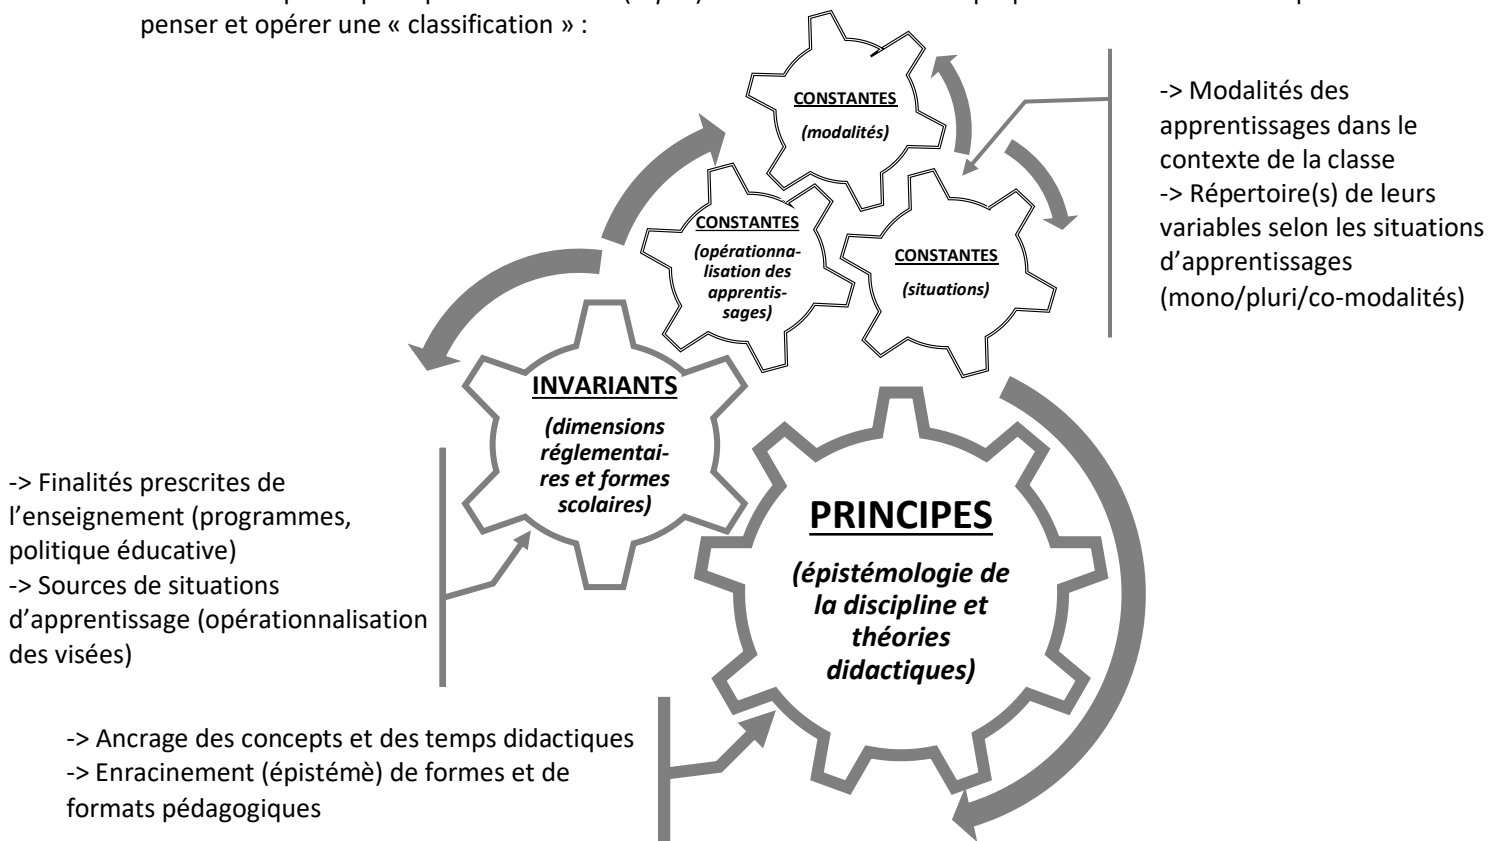 penser et opérer une « classification » :
CONSTANTES
(modalités)
-> Modalités des
apprentissages dans le
contexte de la classe
-> Répertoire(s) de leurs
variables selon les situations
d’apprentissages
(mono/pluri/co-modalités)
CONSTANTES
(opérationna-
lisation des
apprentis-
sages)
CONSTANTES
(situations)
INVARIANTS
(dimensions
réglementai-
res et formes
scolaires)
-> Finalités prescrites de
l’enseignement (programmes,
politique éducative)
-> Sources de situations
d’apprentissage (opérationnalisation
des visées)
PRINCIPES
(épistémologie de
la discipline et
théories
didactiques)
-> Ancrage des concepts et des temps didactiques
-> Enracinement (épistémè) de formes et de
formats pédagogiques